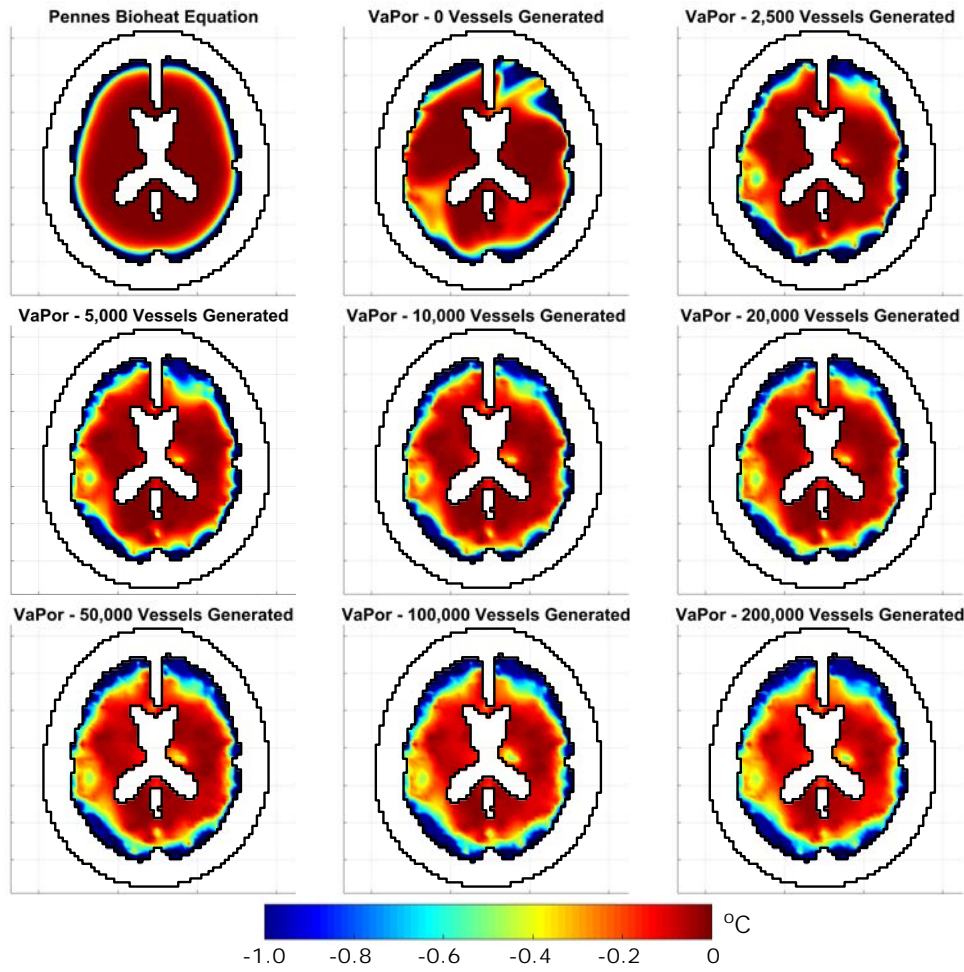 Pennes Bioheat Equation
VaPor - 0 Vessels Generated
VaPor - 2,500 Vessels Generated
VaPor - 5,000 Vessels Generated
VaPor - 10,000 Vessels Generated
VaPor - 20,000 Vessels Generated
VaPor - 50,000 Vessels Generated
VaPor - 100,000 Vessels Generated
VaPor - 200,000 Vessels Generated
°C
-1.0 -0.8 -0.6 -0.4 -0.2 0